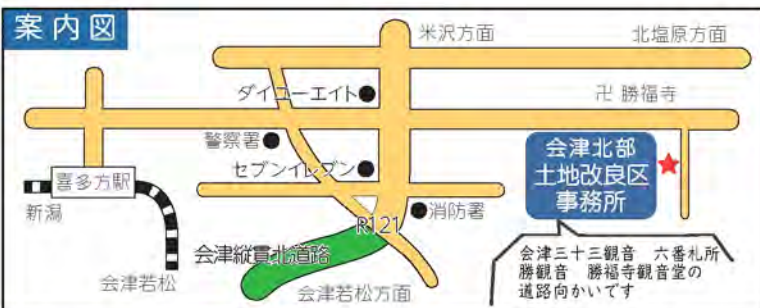 案内図
米沢方面
北塩原方面
ダイユーエイト
卍 勝福寺
警察署
セブンイレブン
会津北部
土地改良区
事務所
喜多方駅
新潟
消防署
R121
会津縦貫北道路
会津若松
会津若松方面
会津三十三観音 六番札所
勝観音 勝福寺観音堂の
道路向かいです